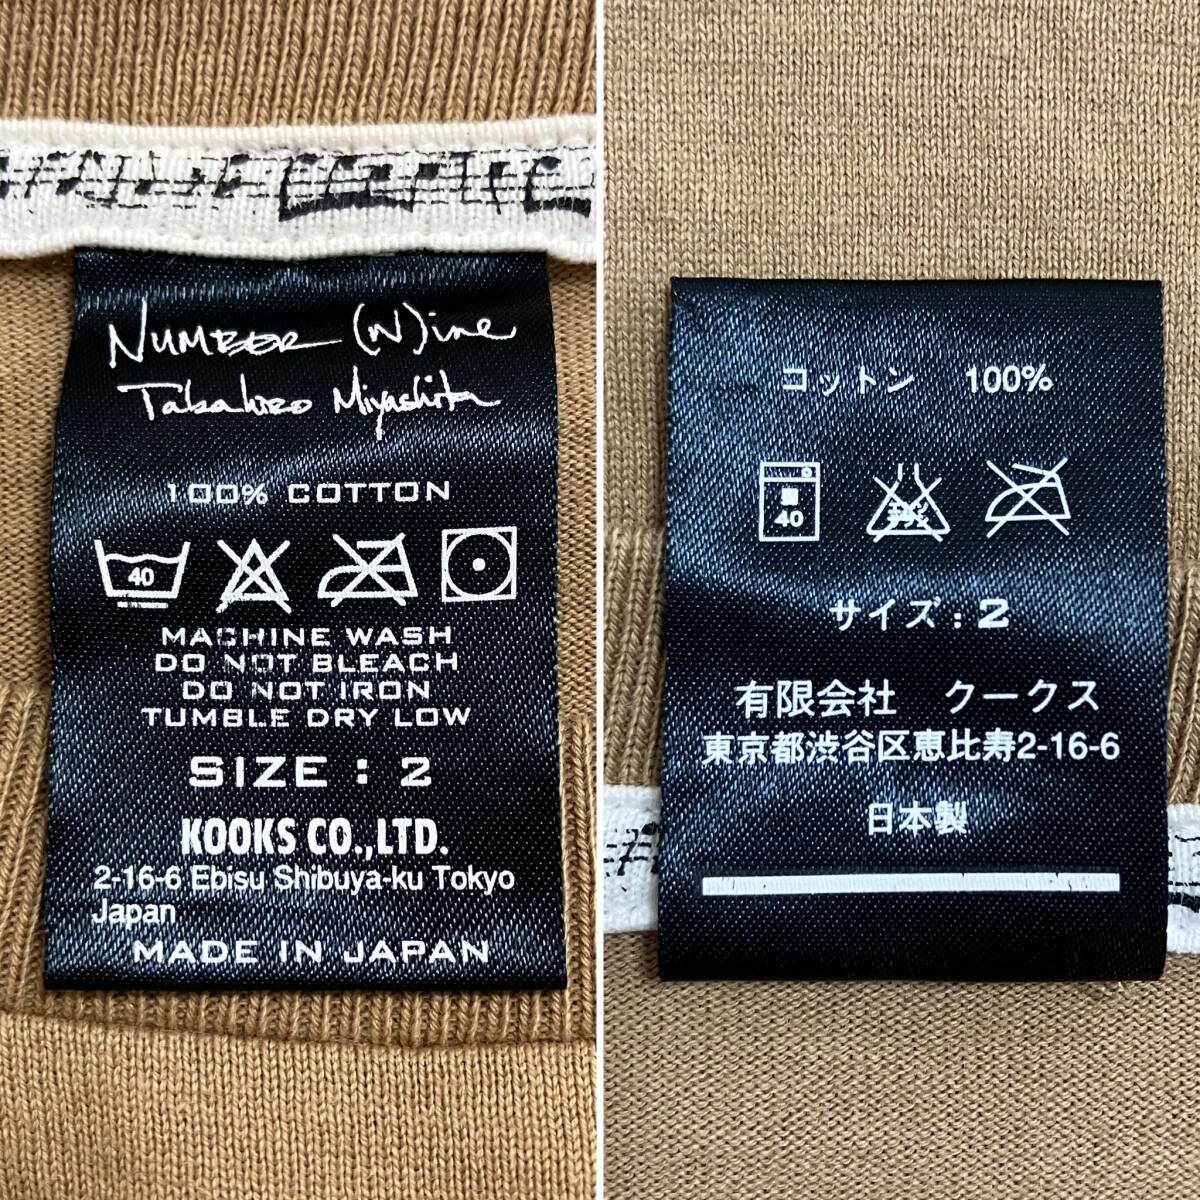 NUMBER (N)ine
Takahiro Miyashita
100% COTTON
40
MACHINE WASH
DO NOT BLEACH
DO NOT IRON
TUMBLE DRY LOW
SIZE : 2
KOOKS CO.,LTD.
2-16-6 Ebisu Shibuya-ku Tokyo
Japan
MADE IN JAPAN
コットン 100%
40
サイズ : 2
有限会社 クークス
東京都渋谷区恵比寿2-16-6
日本製